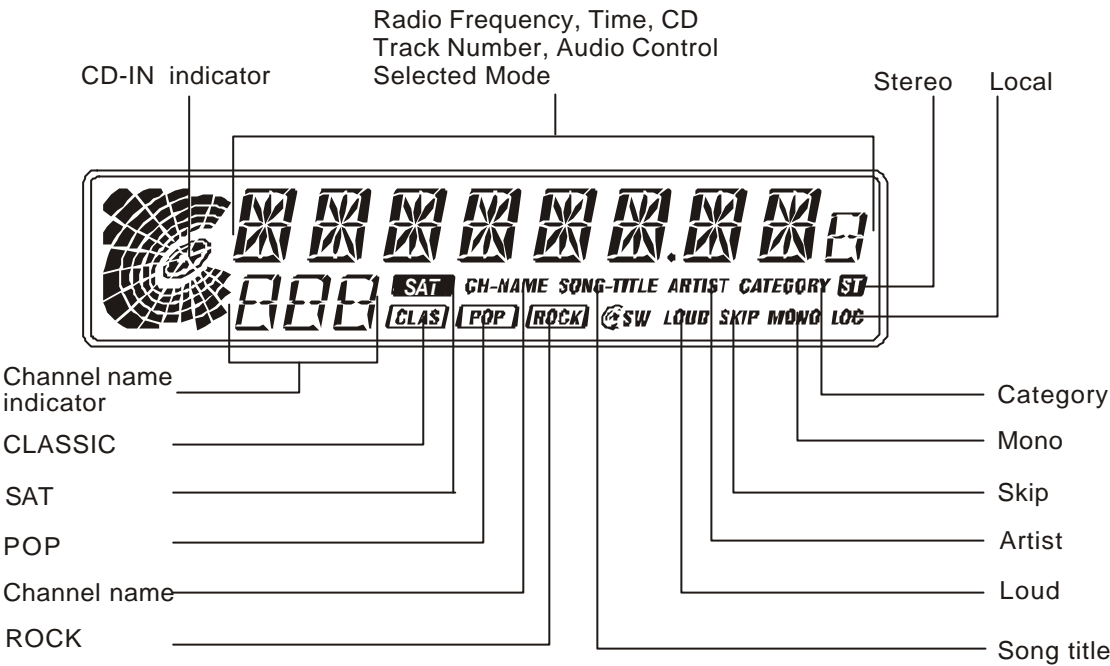 Radio Frequency, Time, CD
Track Number, Audio Control
Selected Mode
CD-IN indicator
Stereo
Local
SAT CH-NAME SONG-TITLE ARTIST CATEGORY ST
CLAS POP ROCK SW LOUD SKIP MONO LOC
Channel name
indicator
CLASSIC
SAT
POP
Channel name
ROCK
Category
Mono
Skip
Artist
Loud
Song title